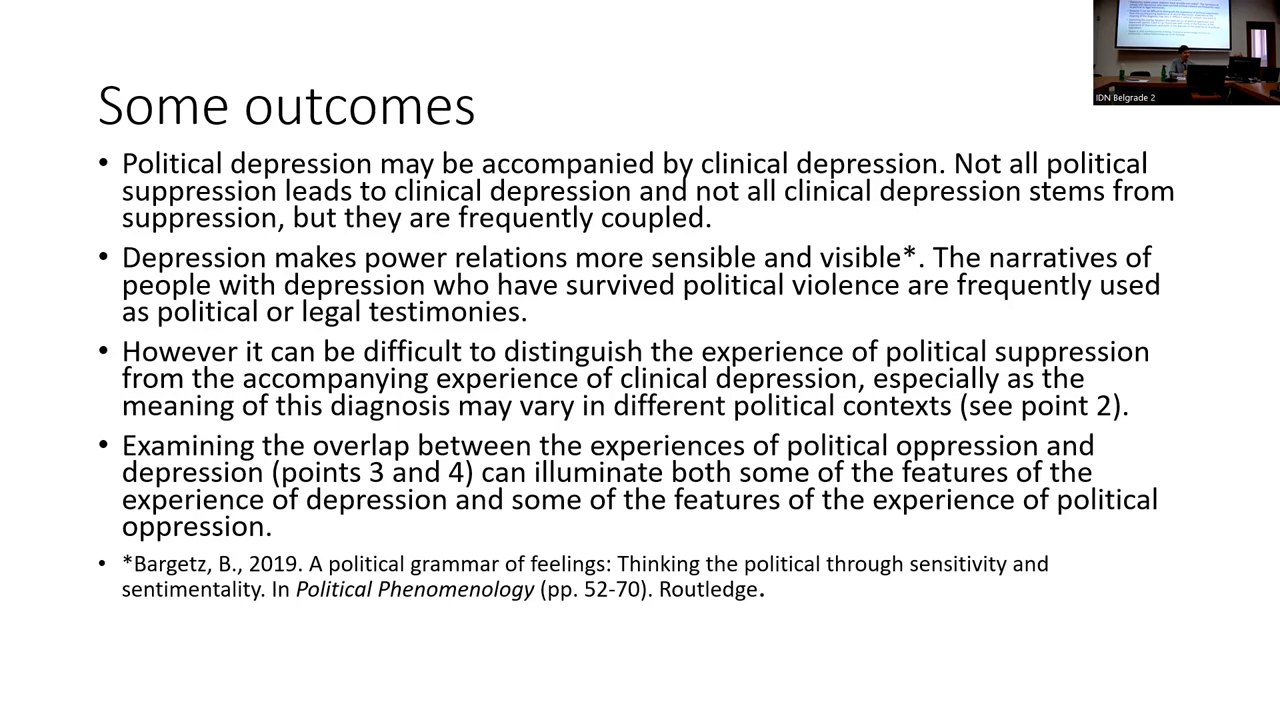 Some outcomes
• Political depression may be accompanied by clinical depression. Not all political
suppression leads to clinical depression and not all clinical depression stems from
suppression, but they are frequently coupled.
• Depression makes power relations more sensible and visible*. The narratives of
people with depression who have survived political violence are frequently used
as political or legal testimonies.
• However it can be difficult to distinguish the experience of political suppression
from the accompanying experience of clinical depression, especially as the
meaning of this diagnosis may vary in different political contexts (see point 2).
• Examining the overlap between the experiences of political oppression and
depression (points 3 and 4) can illuminate both some of the features of the
experience of depression and some of the features of the experience of political
oppression.
• *Bargetz, B., 2019. A political grammar of feelings: Thinking the political through sensitivity and
sentimentality. In Political Phenomenology (pp. 52-70). Routledge.
IDN Belgrade 2